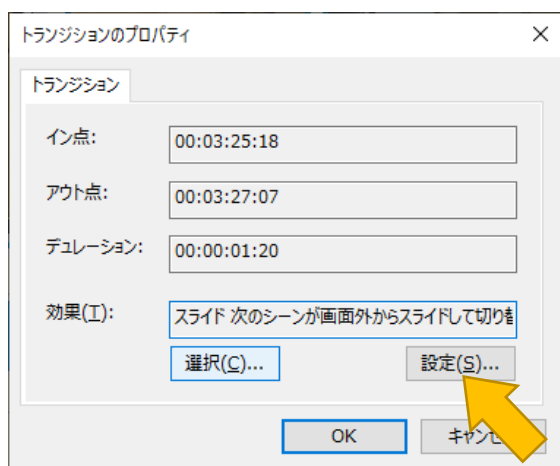 トランジションのプロパティ
トランジション
イン点: 00:03:25:18
アウト点: 00:03:27:07
デュレーション: 00:00:01:20
効果(T): スライド 次のシーンが画面外からスライドして切り替
選択(C)... 設定(S)...
OK キャンセ